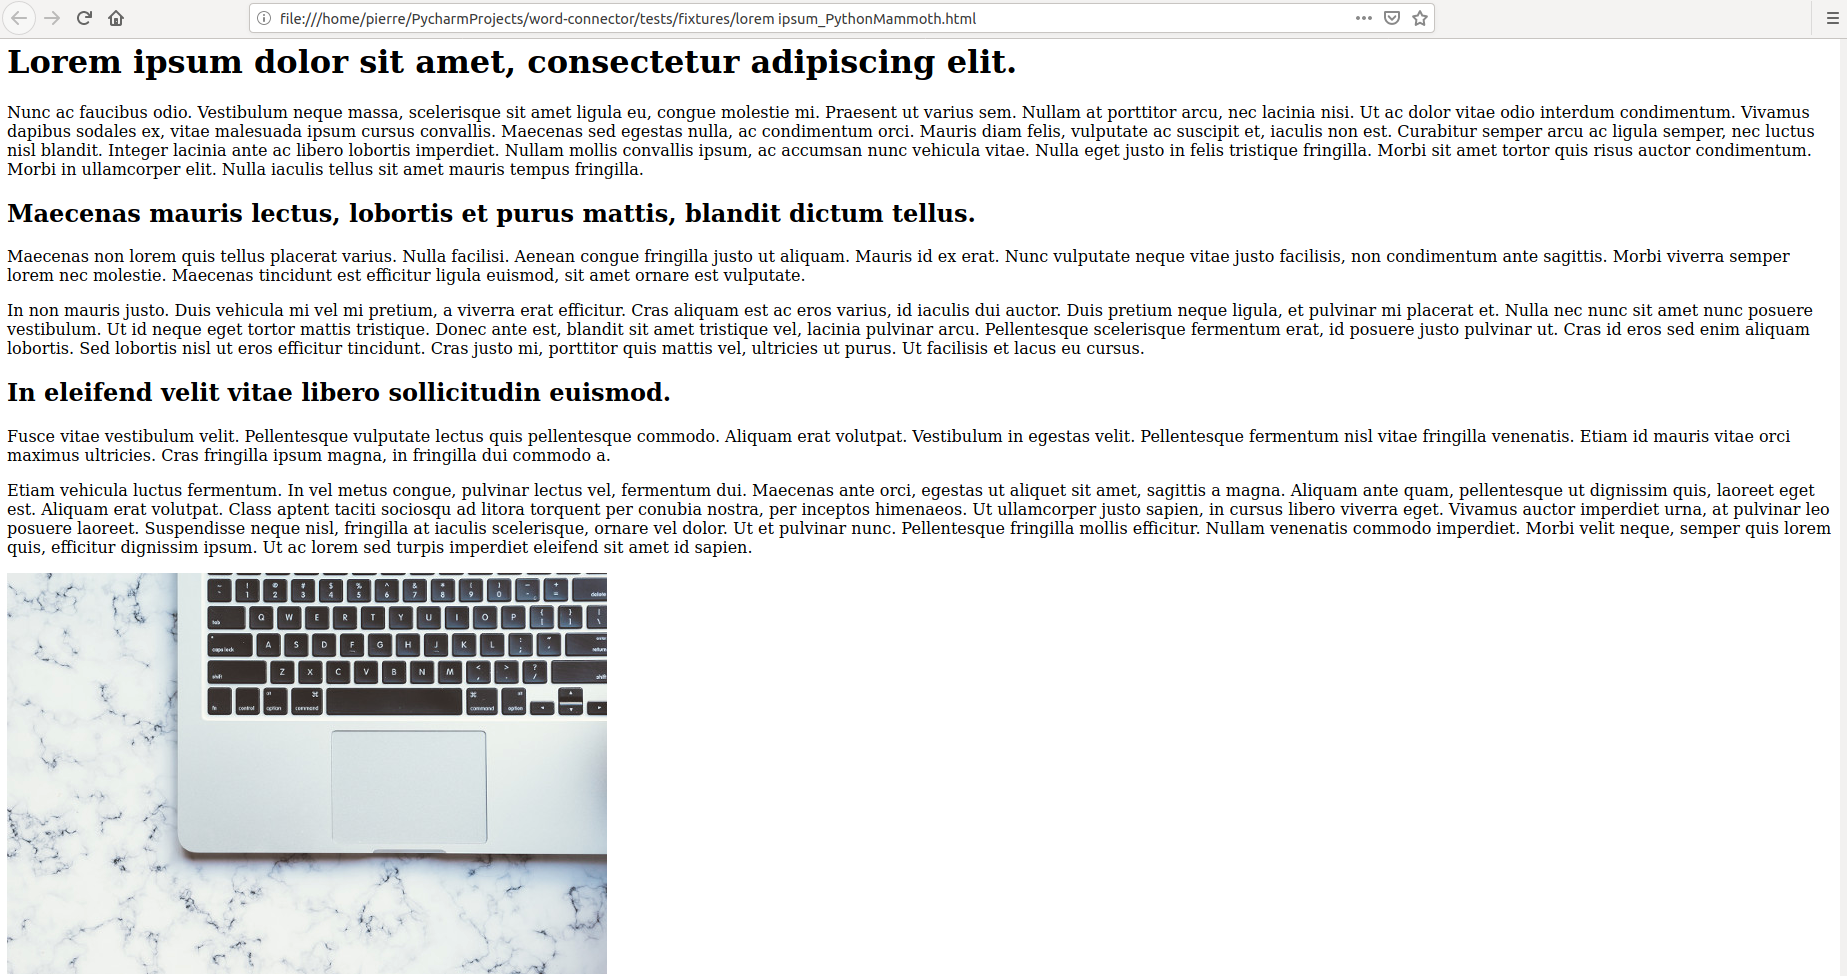 file:///home/pierre/PycharmProjects/word-connector/tests/fixtures/lorem ipsum_PythonMammoth.html
Lorem ipsum dolor sit amet, consectetur adipiscing elit.
Nunc ac faucibus odio. Vestibulum neque massa, scelerisque sit amet ligula eu, congue molestie mi. Praesent ut varius sem. Nullam at porttitor arcu, nec lacinia nisi. Ut ac dolor vitae odio interdum condimentum. Vivamus
dapibus sodales ex, vitae malesuada ipsum cursus convallis. Maecenas sed egestas nulla, ac condimentum orci. Mauris diam felis, vulputate ac suscipit et, iaculis non est. Curabitur semper arcu ac ligula semper, nec luctus
nisl blandit. Integer lacinia ante ac libero lobortis imperdiet. Nullam mollis convallis ipsum, ac accumsan nunc vehicula vitae. Nulla eget justo in felis tristique fringilla. Morbi sit amet tortor quis risus auctor condimentum.
Morbi in ullamcorper elit. Nulla iaculis tellus sit amet mauris tempus fringilla.
Maecenas mauris lectus, lobortis et purus mattis, blandit dictum tellus.
Maecenas non lorem quis tellus placerat varius. Nulla facilisi. Aenean congue fringilla justo ut aliquam. Mauris id ex erat. Nunc vulputate neque vitae justo facilisis, non condimentum ante sagittis. Morbi viverra semper
lorem nec molestie. Maecenas tincidunt est efficitur ligula euismod, sit amet ornare est vulputate.
In non mauris justo. Duis vehicula mi vel mi pretium, a viverra erat efficitur. Cras aliquam est ac eros varius, id iaculis dui auctor. Duis pretium neque ligula, et pulvinar mi placerat et. Nulla nec nunc sit amet nunc posuere
vestibulum. Ut id neque eget tortor mattis tristique. Donec ante est, blandit sit amet tristique vel, lacinia pulvinar arcu. Pellentesque scelerisque fermentum erat, id posuere justo pulvinar ut. Cras id eros sed enim aliquam
lobortis. Sed lobortis nisl ut eros efficitur tincidunt. Cras justo mi, porttitor quis mattis vel, ultricies ut purus. Ut facilisis et lacus eu cursus.
In eleifend velit vitae libero sollicitudin euismod.
Fusce vitae vestibulum velit. Pellentesque vulputate lectus quis pellentesque commodo. Aliquam erat volutpat. Vestibulum in egestas velit. Pellentesque fermentum nisl vitae fringilla venenatis. Etiam id mauris vitae orci
maximus ultricies. Cras fringilla ipsum magna, in fringilla dui commodo a.
Etiam vehicula luctus fermentum. In vel metus congue, pulvinar lectus vel, fermentum dui. Maecenas ante orci, egestas ut aliquet sit amet, sagittis a magna. Aliquam ante quam, pellentesque ut dignissim quis, laoreet eget
est. Aliquam erat volutpat. Class aptent taciti sociosqu ad litora torquent per conubia nostra, per inceptos himenaeos. Ut ullamcorper justo sapien, in cursus libero viverra eget. Vivamus auctor imperdiet urna, at pulvinar leo
posuere laoreet. Suspendisse neque nisl, fringilla at iaculis scelerisque, ornare vel dolor. Ut et pulvinar nunc. Pellentesque fringilla mollis efficitur. Nullam venenatis commodo imperdiet. Morbi velit neque, semper quis lorem
quis, efficitur dignissim ipsum. Ut ac lorem sed turpis imperdiet eleifend sit amet id sapien.
~ ! @ # $ % ^ & * ( ) _ +
` 1 2 3 4 5 6 7 8 9 0 - = delete
tab Q W E R T Y U I O P { [ } ] | \
caps lock A S D F G H J K L : ; " ' return
shift Z X C V B N M < , > . ? / shift
fn control option command command option